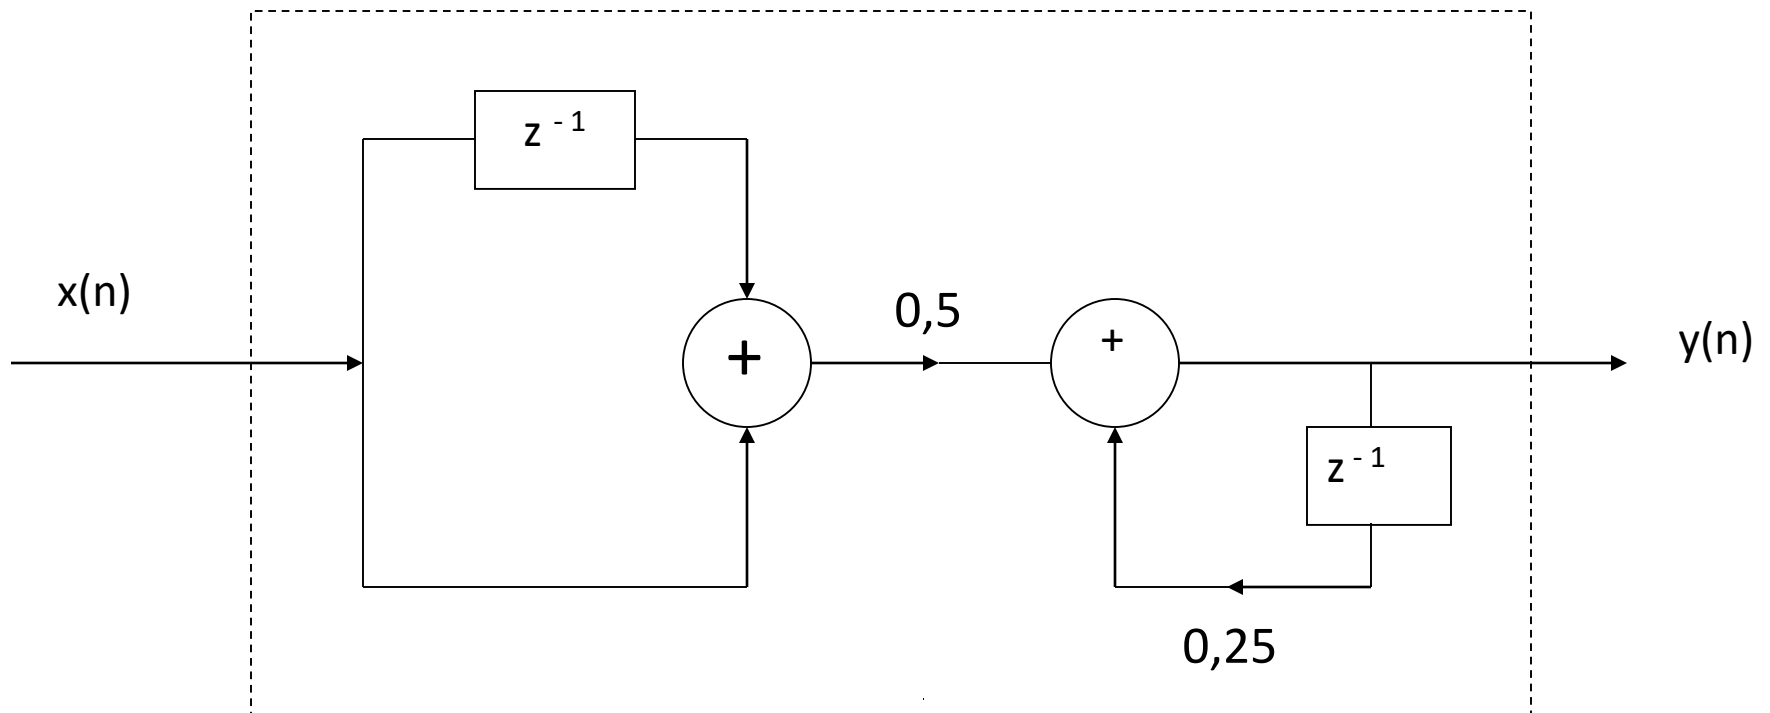 z - 1
x(n)
+
0,5
+
y(n)
z - 1
0,25